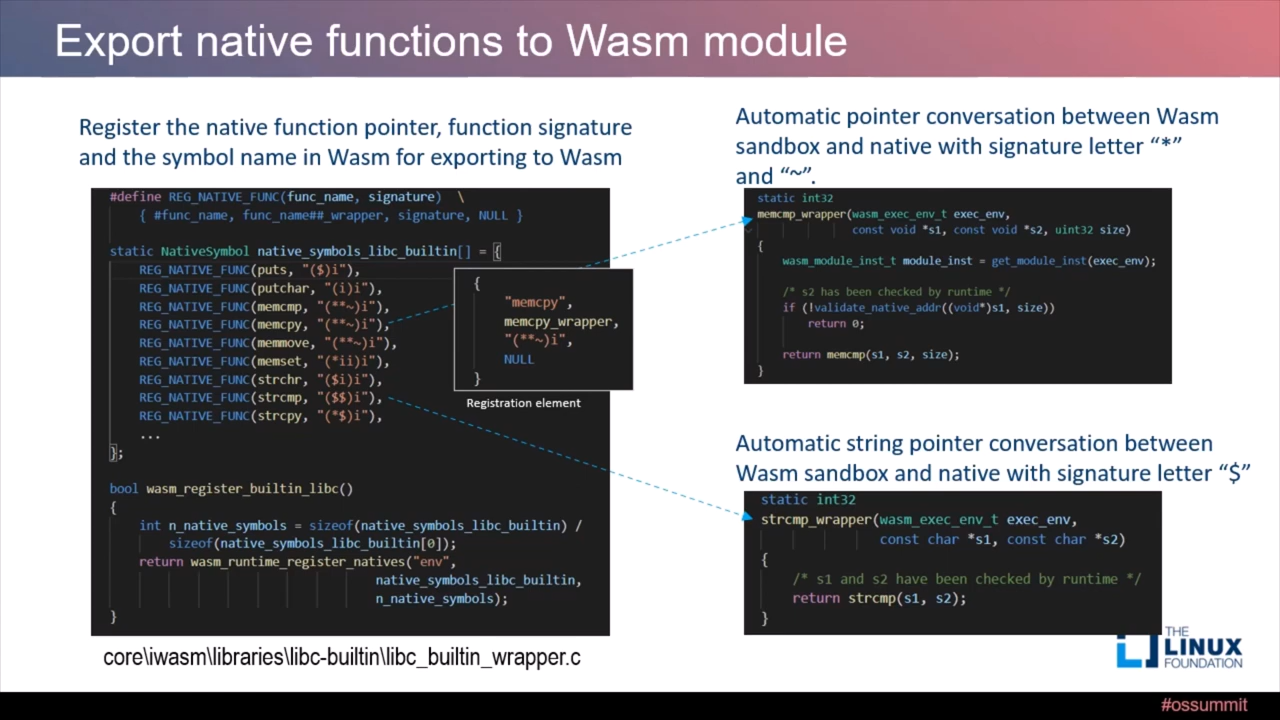 Export native functions to Wasm module
Register the native function pointer, function signature
and the symbol name in Wasm for exporting to Wasm
#define REG_NATIVE_FUNC(func_name, signature) \
{ #func_name, func_name##_wrapper, signature, NULL }
static NativeSymbol native_symbols_libc_builtin[] = {
REG_NATIVE_FUNC(puts, "($)i"),
REG_NATIVE_FUNC(putchar, "(i)i"),
REG_NATIVE_FUNC(memcmp, "(**~)i"),
REG_NATIVE_FUNC(memcpy, "(**~)i"),
REG_NATIVE_FUNC(memmove, "(**~)i"),
REG_NATIVE_FUNC(memset, "(*ii)i"),
REG_NATIVE_FUNC(strchr, "($i)i"),
REG_NATIVE_FUNC(strcmp, "($$)i"),
REG_NATIVE_FUNC(strcpy, "(*$)i"),
...
};
bool wasm_register_builtin_libc()
{
int n_native_symbols = sizeof(native_symbols_libc_builtin) /
sizeof(native_symbols_libc_builtin[0]);
return wasm_runtime_register_natives("env",
native_symbols_libc_builtin,
n_native_symbols);
}
core\iwasm\libraries\libc-builtin\libc_builtin_wrapper.c
{
"memcpy",
memcpy_wrapper,
"(**~)i",
NULL
}
Registration element
Automatic pointer conversation between Wasm
sandbox and native with signature letter “*”
and “~”.
static int32
memcmp_wrapper(wasm_exec_env_t exec_env,
const void *s1, const void *s2, uint32 size)
{
wasm_module_inst_t module_inst = get_module_inst(exec_env);
/* s2 has been checked by runtime */
if (!validate_native_addr((void*)s1, size))
return 0;
return memcmp(s1, s2, size);
}
Automatic string pointer conversation between
Wasm sandbox and native with signature letter “$”
static int32
strcmp_wrapper(wasm_exec_env_t exec_env,
const char *s1, const char *s2)
{
/* s1 and s2 have been checked by runtime */
return strcmp(s1, s2);
}
THE
LINUX
FOUNDATION
#ossummit